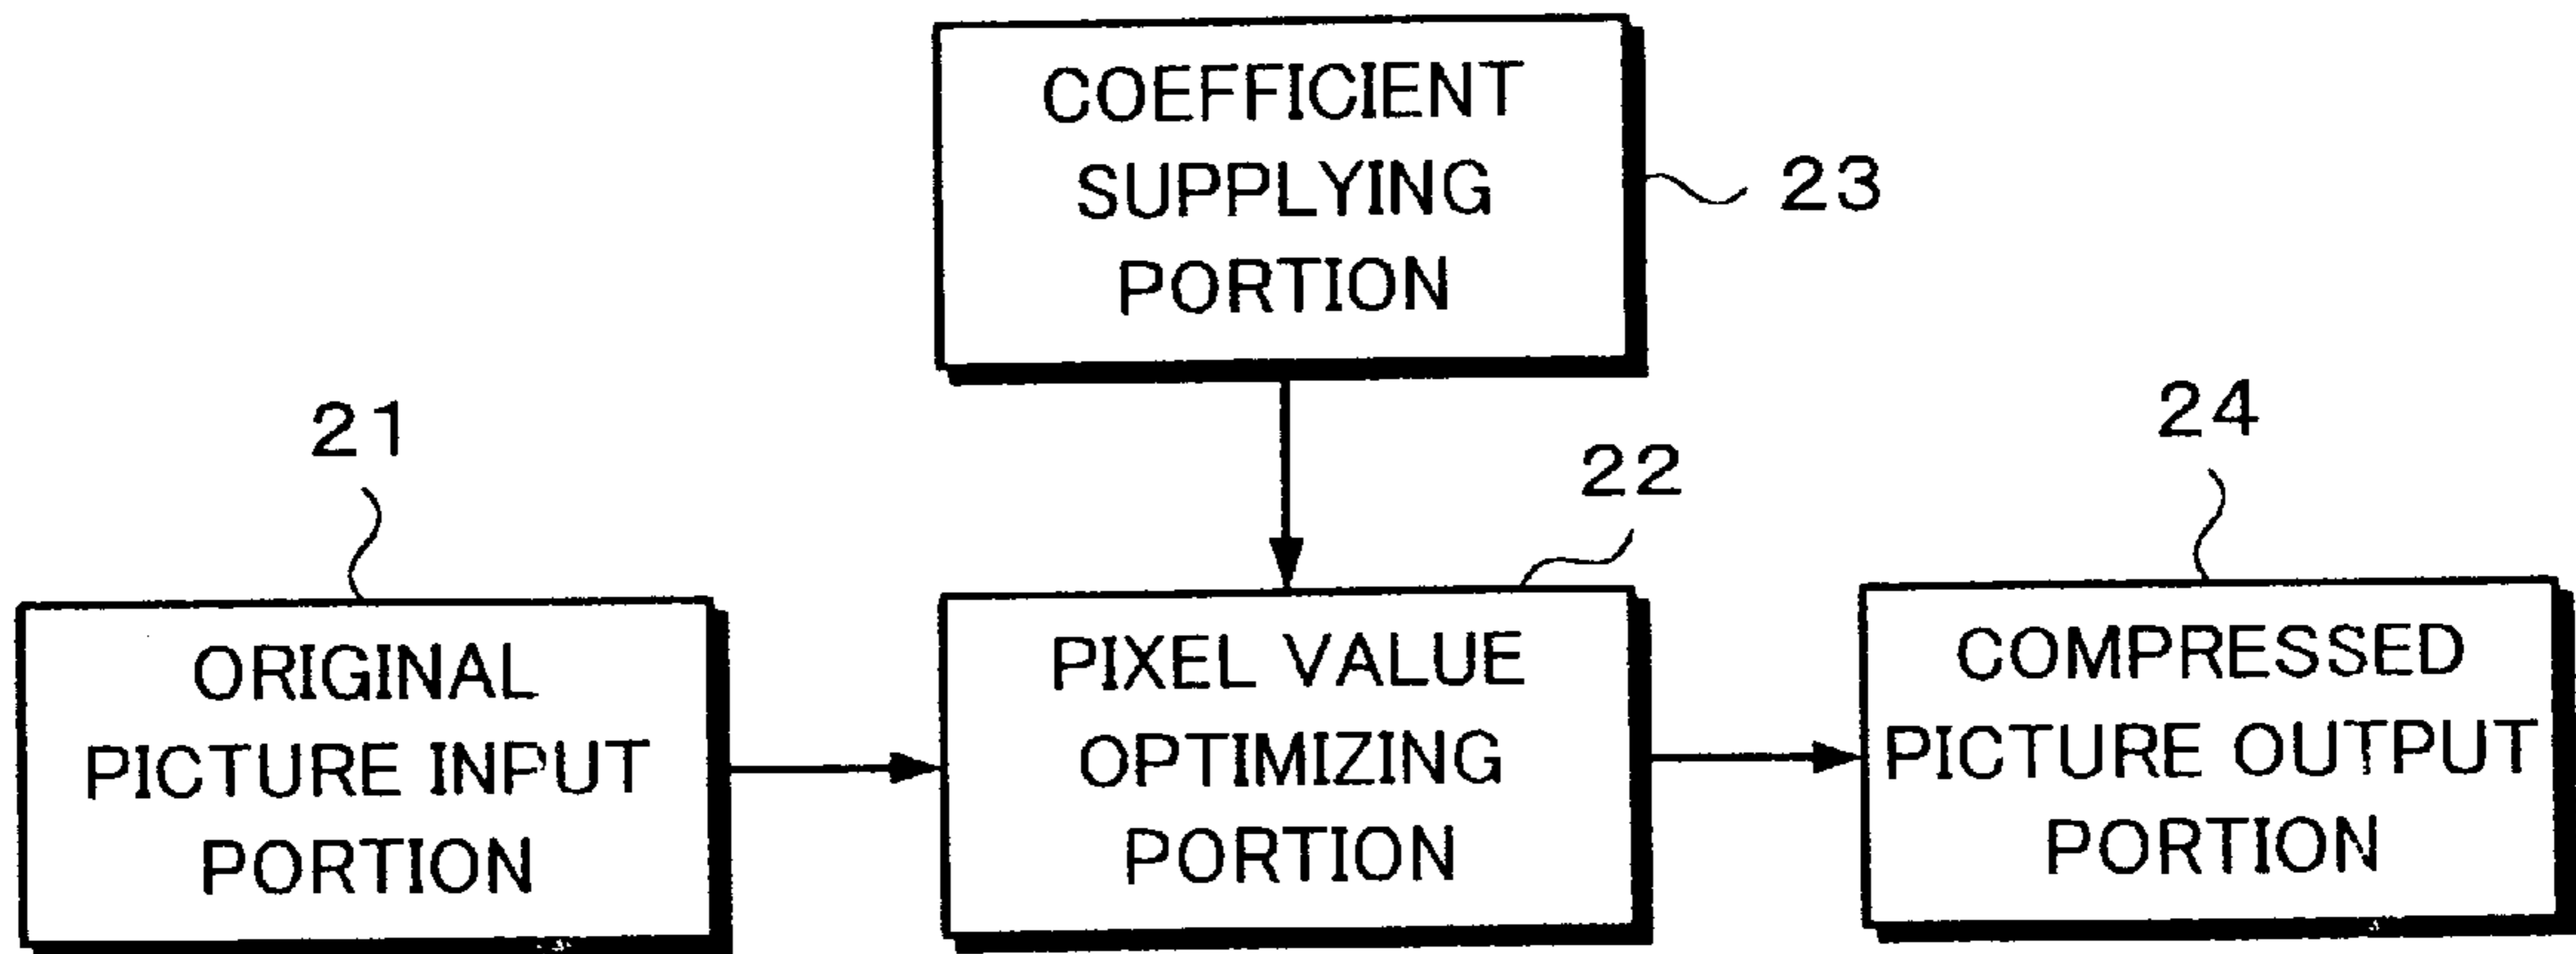 COEFFICIENT
SUPPLYING
PORTION
23
21
ORIGINAL
PICTURE INPUT
PORTION
22
PIXEL VALUE
OPTIMIZING
PORTION
24
COMPRESSED
PICTURE OUTPUT
PORTION